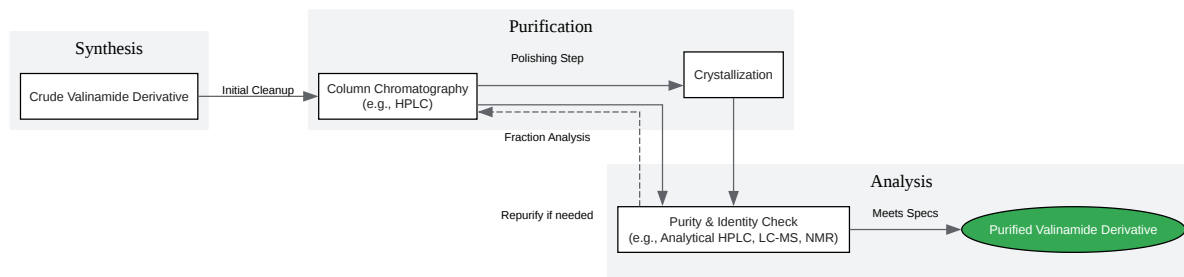 Synthesis
Crude Valinamide Derivative
Initial Cleanup
Purification
Column Chromatography
(e.g., HPLC)
Polishing Step
Crystallization
Fraction Analysis
Repurify if needed
Analysis
Purity & Identity Check
(e.g., Analytical HPLC, LC-MS, NMR)
Meets Specs
Purified Valinamide Derivative